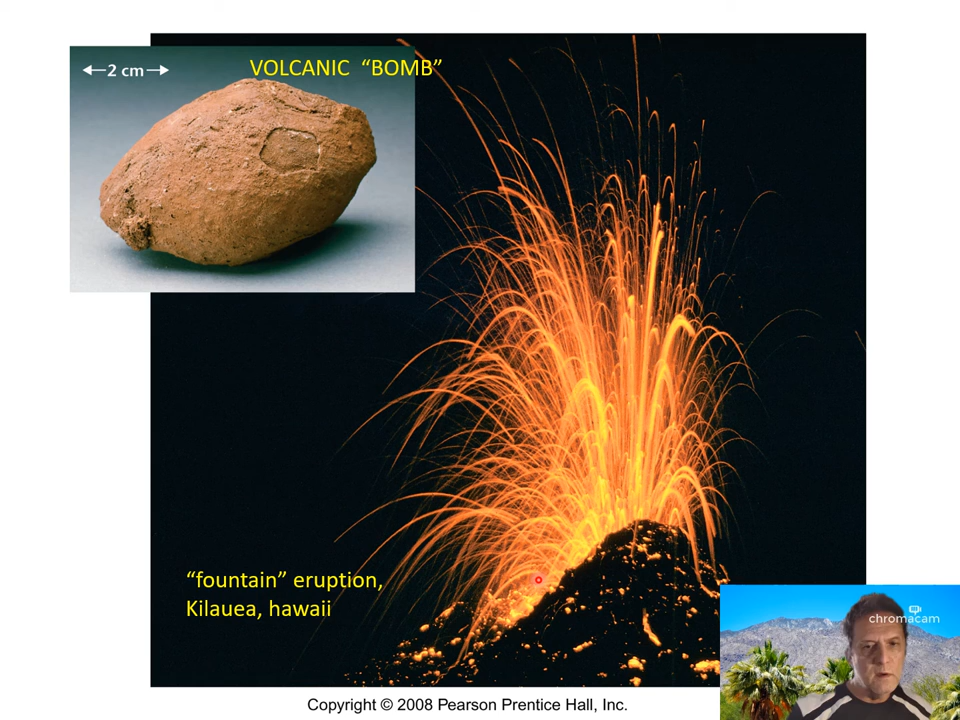 2 cm
VOLCANIC “BOMB”
“fountain” eruption,
Kilauea, hawaii
chromacam
Copyright © 2008 Pearson Prentice Hall, Inc.